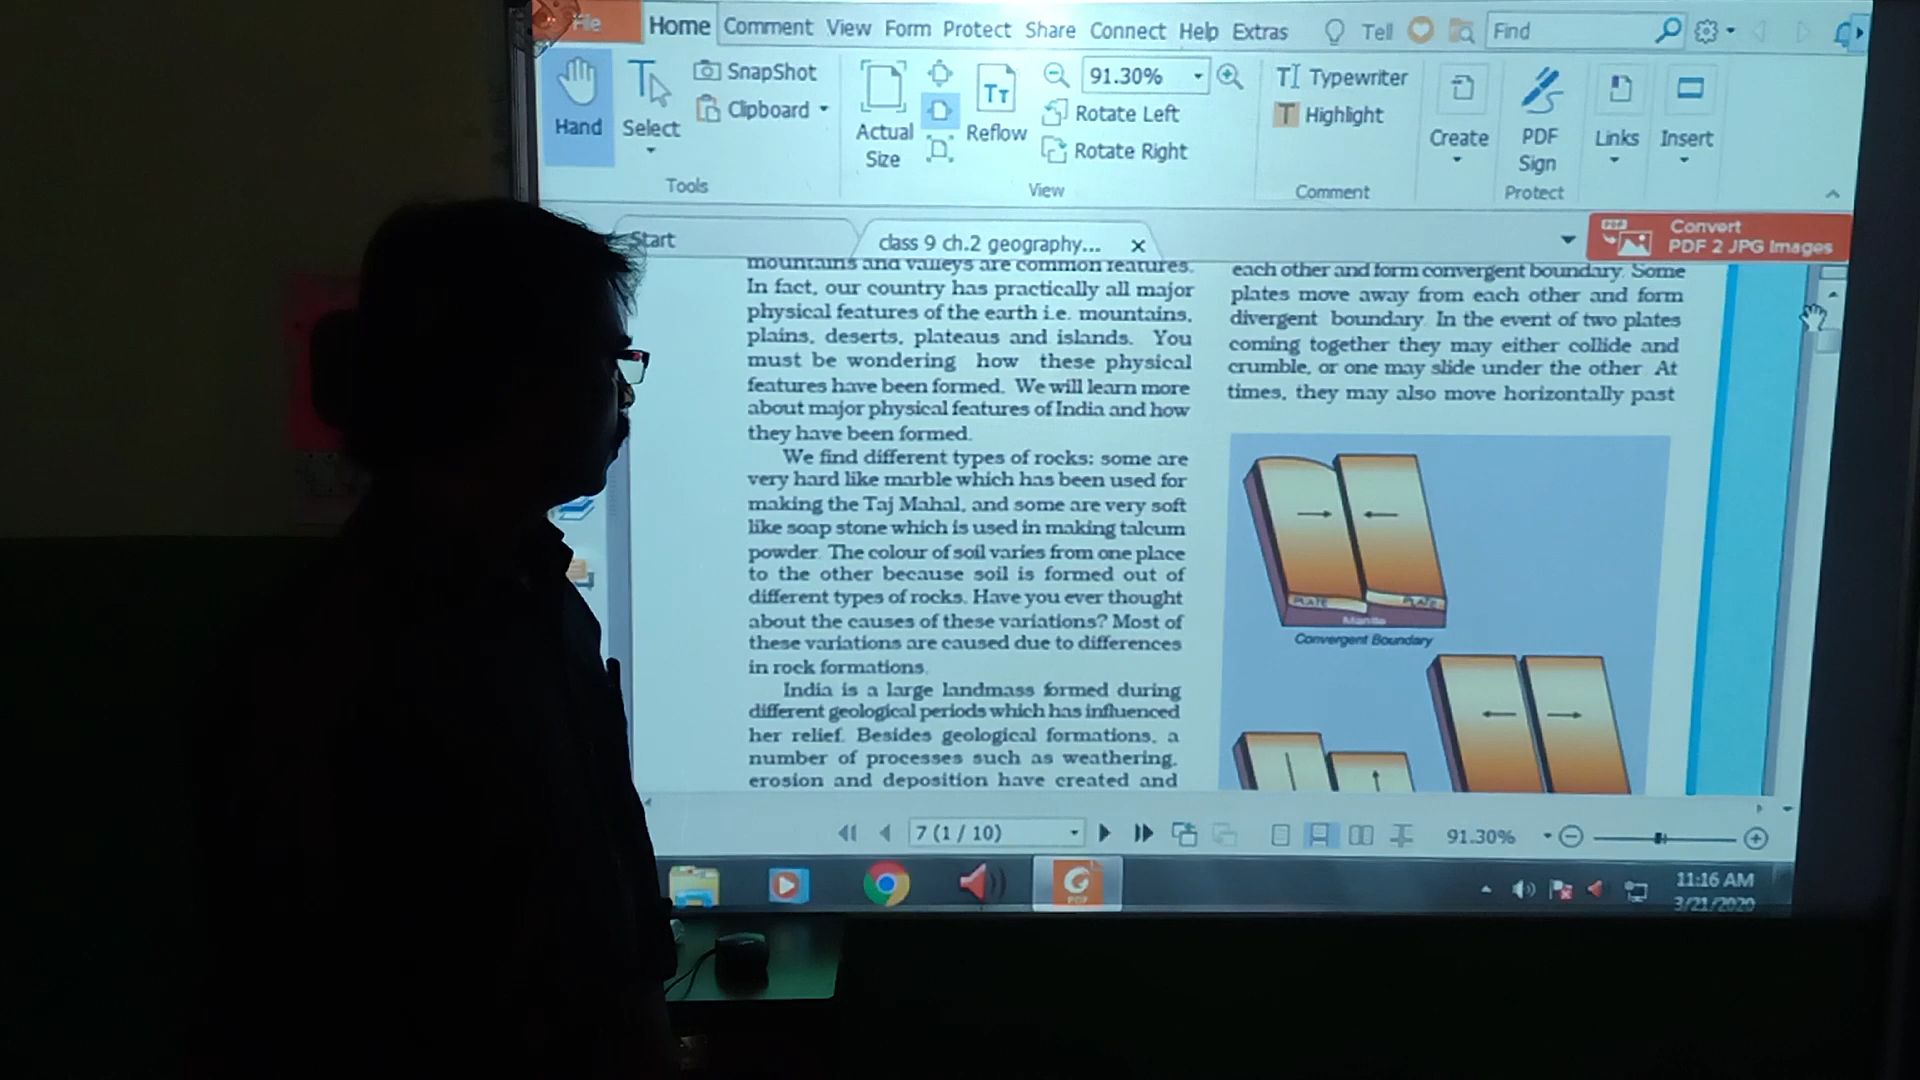 File Home Comment View Form Protect Share Connect Help Extras Tell Find
Hand
Select
SnapShot
Clipboard
Tools
Actual
Size
Reflow
91.30%
Rotate Left
Rotate Right
View
Typewriter
Highlight
Comment
Create
PDF
Sign
Protect
Links
Insert
Start
class 9 ch.2 geography...
PDF
Convert
PDF 2 JPG Images
mountains and valleys are common features.
In fact, our country has practically all major
physical features of the earth i.e. mountains,
plains, deserts, plateaus and islands. You
must be wondering how these physical
features have been formed. We will learn more
about major physical features of India and how
they have been formed.
We find different types of rocks: some are
very hard like marble which has been used for
making the Taj Mahal, and some are very soft
like soap stone which is used in making talcum
powder. The colour of soil varies from one place
to the other because soil is formed out of
different types of rocks. Have you ever thought
about the causes of these variations? Most of
these variations are caused due to differences
in rock formations.
India is a large landmass formed during
different geological periods which has influenced
her relief. Besides geological formations, a
number of processes such as weathering,
erosion and deposition have created and
each other and form convergent boundary. Some
plates move away from each other and form
divergent boundary. In the event of two plates
coming together they may either collide and
crumble, or one may slide under the other. At
times, they may also move horizontally past
PLATE PLATE
Mantle
Convergent Boundary
7 (1 / 10)
91.30%
PDF
11:16 AM
3/21/2020